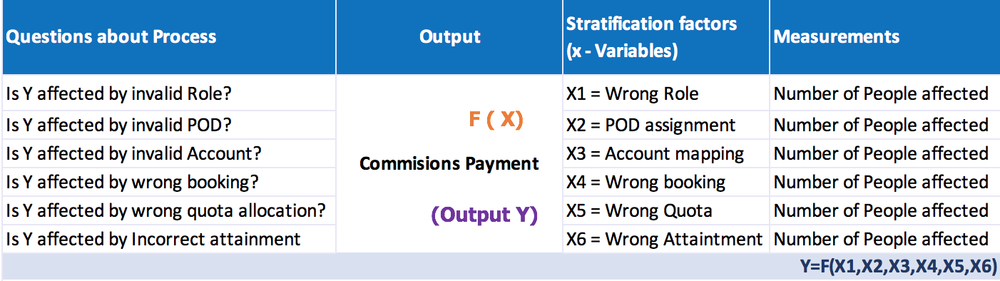 Questions about Process
Output
Stratification factors
(x - Variables)
Measurements
Is Y affected by invalid Role?
X1 = Wrong Role
Number of People affected
Is Y affected by invalid POD?
F ( X)
X2 = POD assignment
Number of People affected
Is Y affected by invalid Account?
Commisions Payment
X3 = Account mapping
Number of People affected
Is Y affected by wrong booking?
X4 = Wrong booking
Number of People affected
Is Y affected by wrong quota allocation?
(Output Y)
X5 = Wrong Quota
Number of People affected
Is Y affected by Incorrect attainment
X6 = Wrong Attaintment
Number of People affected
Y=F(X1,X2,X3,X4,X5,X6)